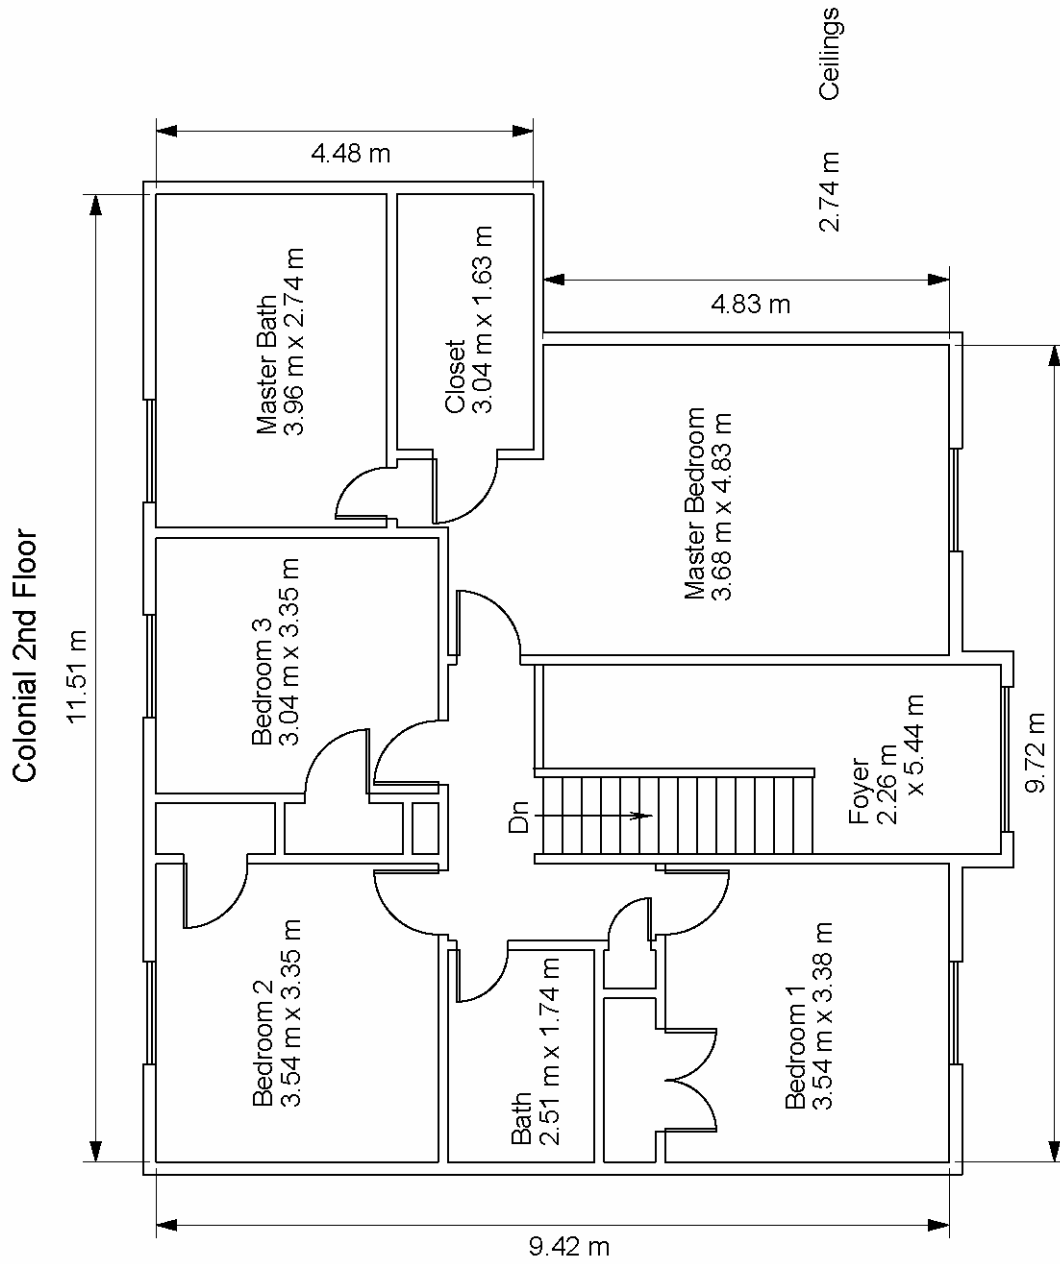 Colonial 2nd Floor
11.51 m
Bedroom 2
3.54 m x 3.35 m
Bedroom 3
3.04 m x 3.35 m
Master Bath
3.96 m x 2.74 m
4.48 m
Closet
3.04 m x 1.63 m
Dn
Bath
2.51 m x 1.74 m
9.42 m
Master Bedroom
3.68 m x 4.83 m
4.83 m
Bedroom 1
3.54 m x 3.38 m
Foyer
2.26 m
x 5.44 m
2.74 m Ceilings
9.72 m